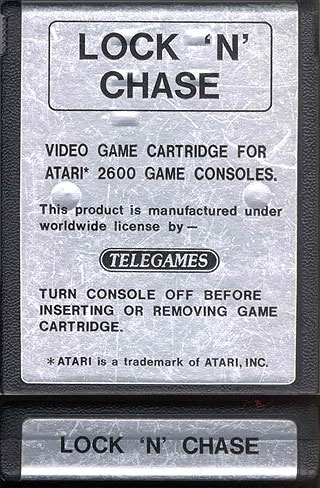 LOCK 'N'
CHASE
VIDEO GAME CARTRIDGE FOR
ATARI* 2600 GAME CONSOLES.
This product is manufactured under
worldwide license by —
TELEGAMES
TURN CONSOLE OFF BEFORE
INSERTING OR REMOVING GAME
CARTRIDGE.
* ATARI is a trademark of ATARI, INC.
LOCK 'N' CHASE